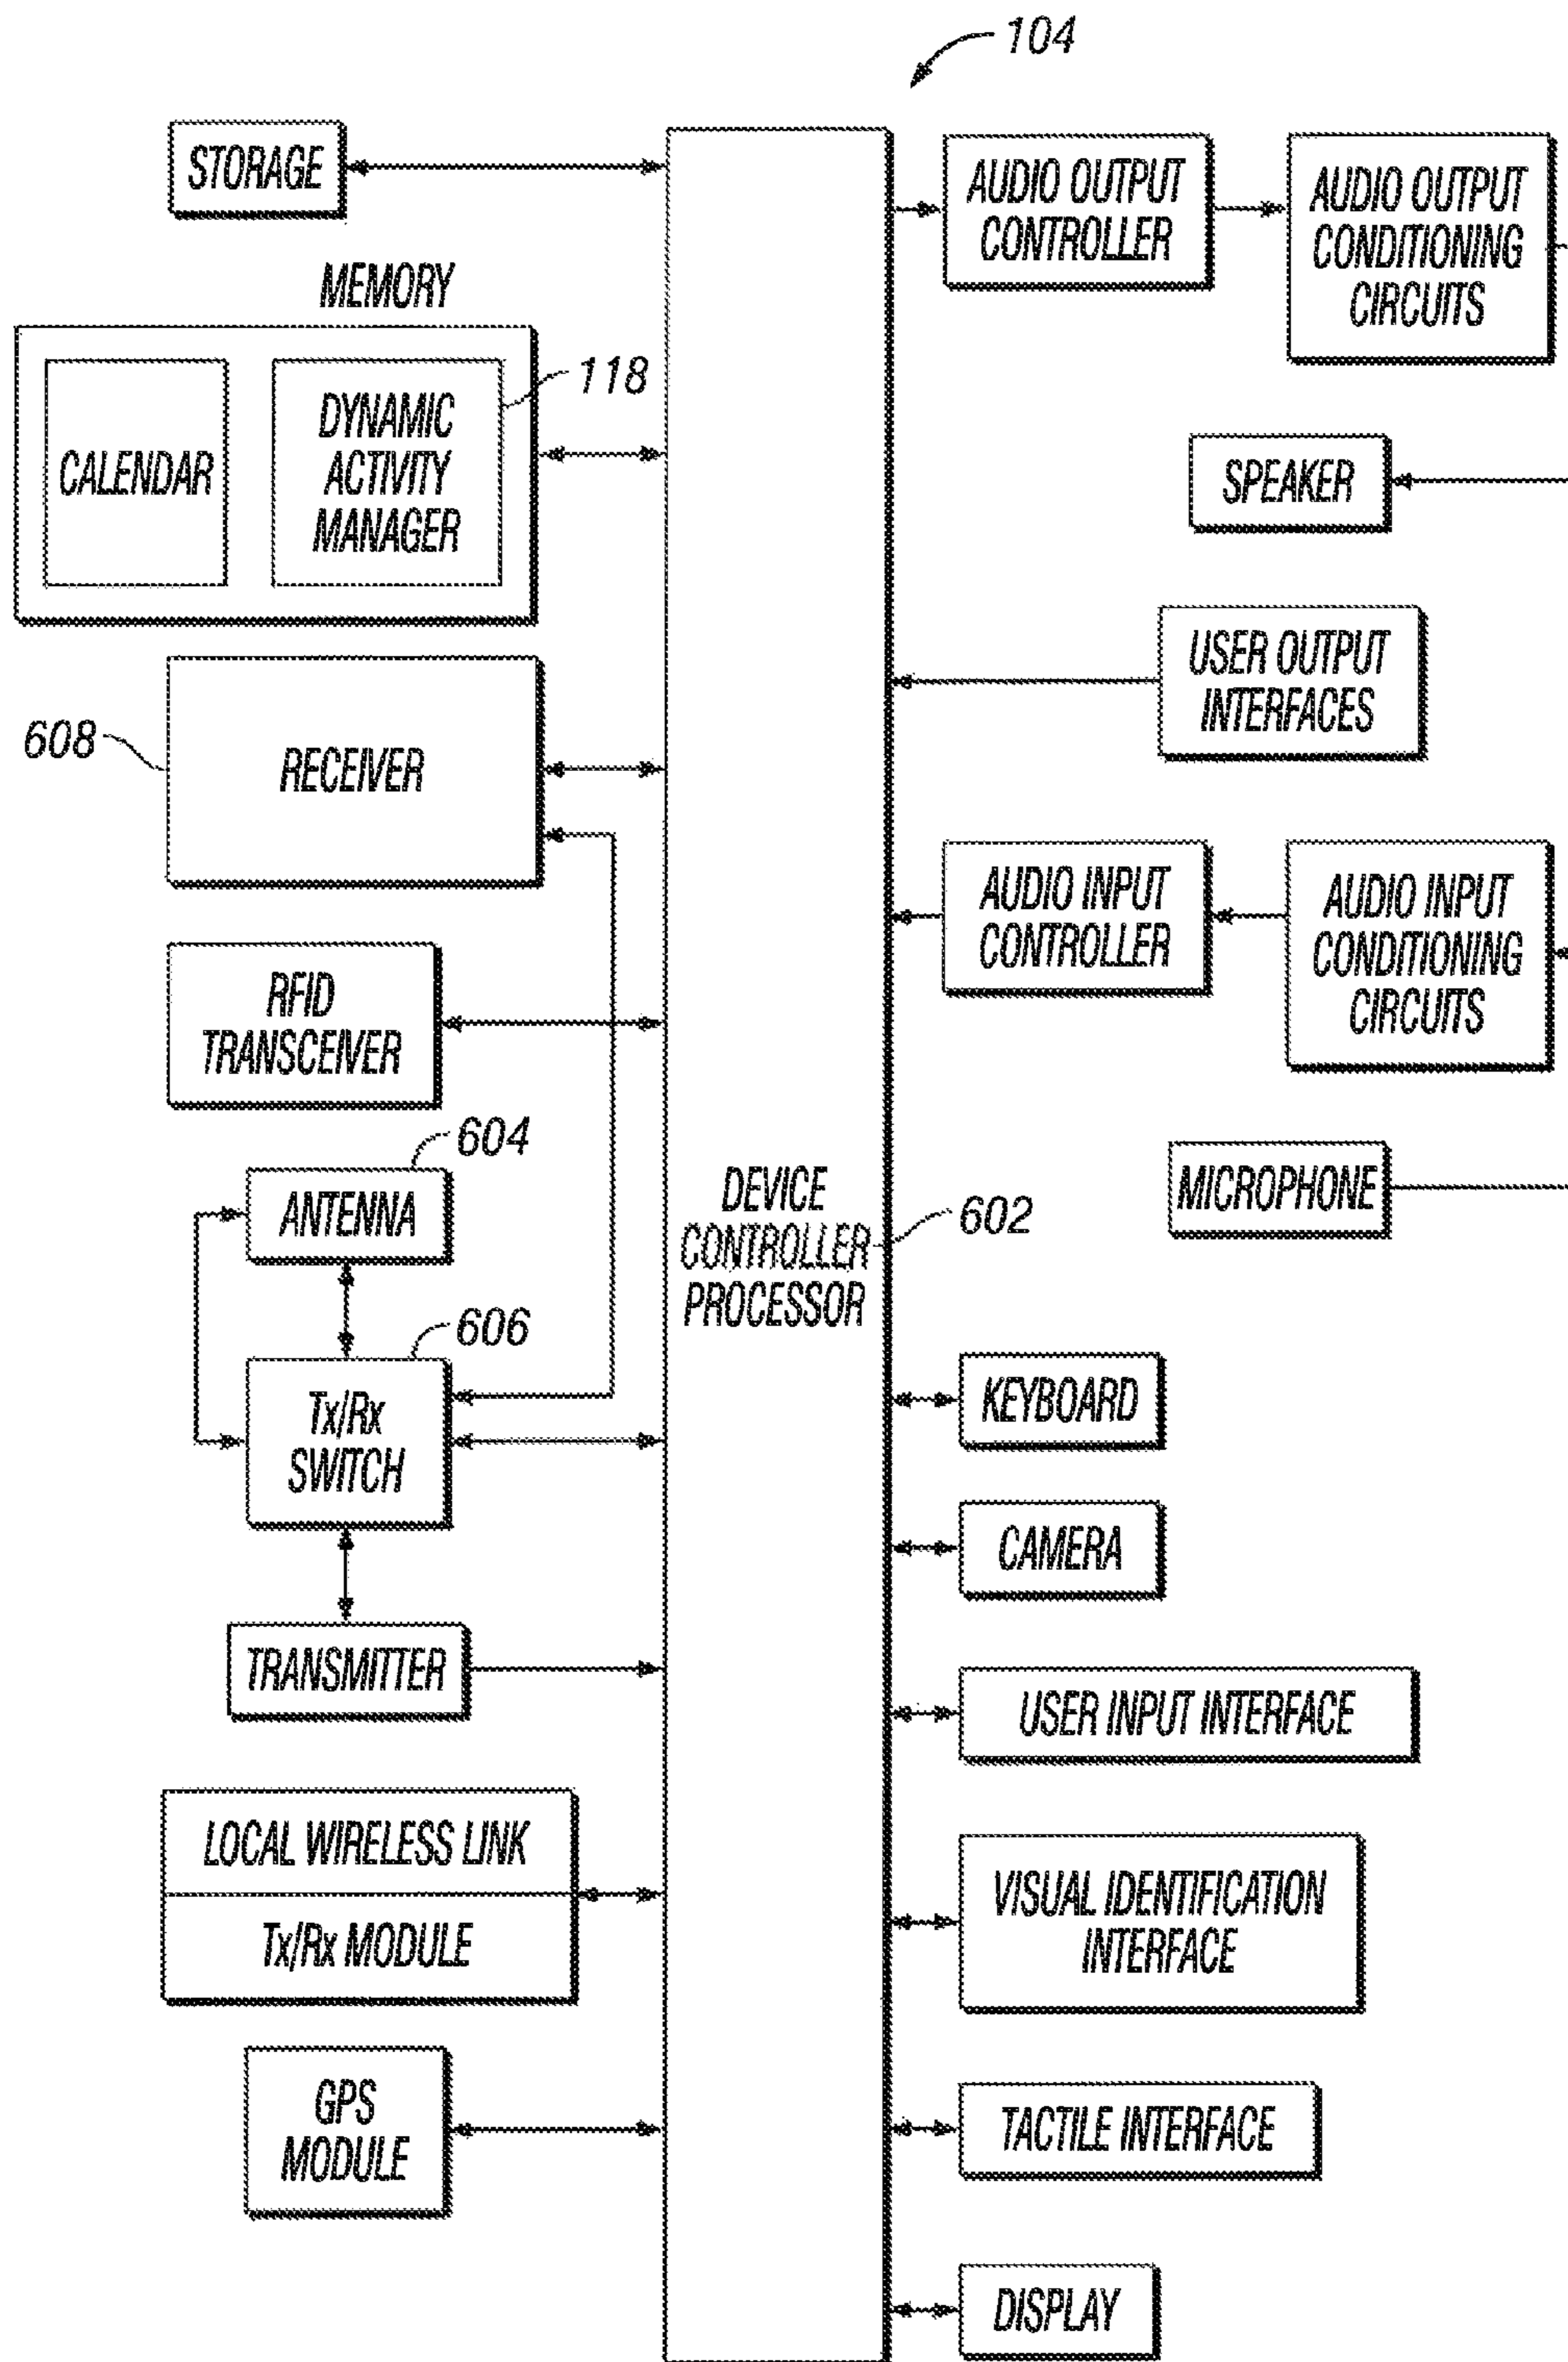 104
STORAGE
MEMORY
CALENDAR
DYNAMIC
ACTIVITY
MANAGER
118
608
RECEIVER
RFID
TRANSCEIVER
604
ANTENNA
606
Tx/Rx
SWITCH
TRANSMITTER
LOCAL WIRELESS LINK
Tx/Rx MODULE
GPS
MODULE
DEVICE
CONTROLLER
PROCESSOR
602
AUDIO OUTPUT
CONTROLLER
AUDIO OUTPUT
CONDITIONING
CIRCUITS
SPEAKER
USER OUTPUT
INTERFACES
AUDIO INPUT
CONTROLLER
AUDIO INPUT
CONDITIONING
CIRCUITS
MICROPHONE
KEYBOARD
CAMERA
USER INPUT INTERFACE
VISUAL IDENTIFICATION
INTERFACE
TACTILE INTERFACE
DISPLAY